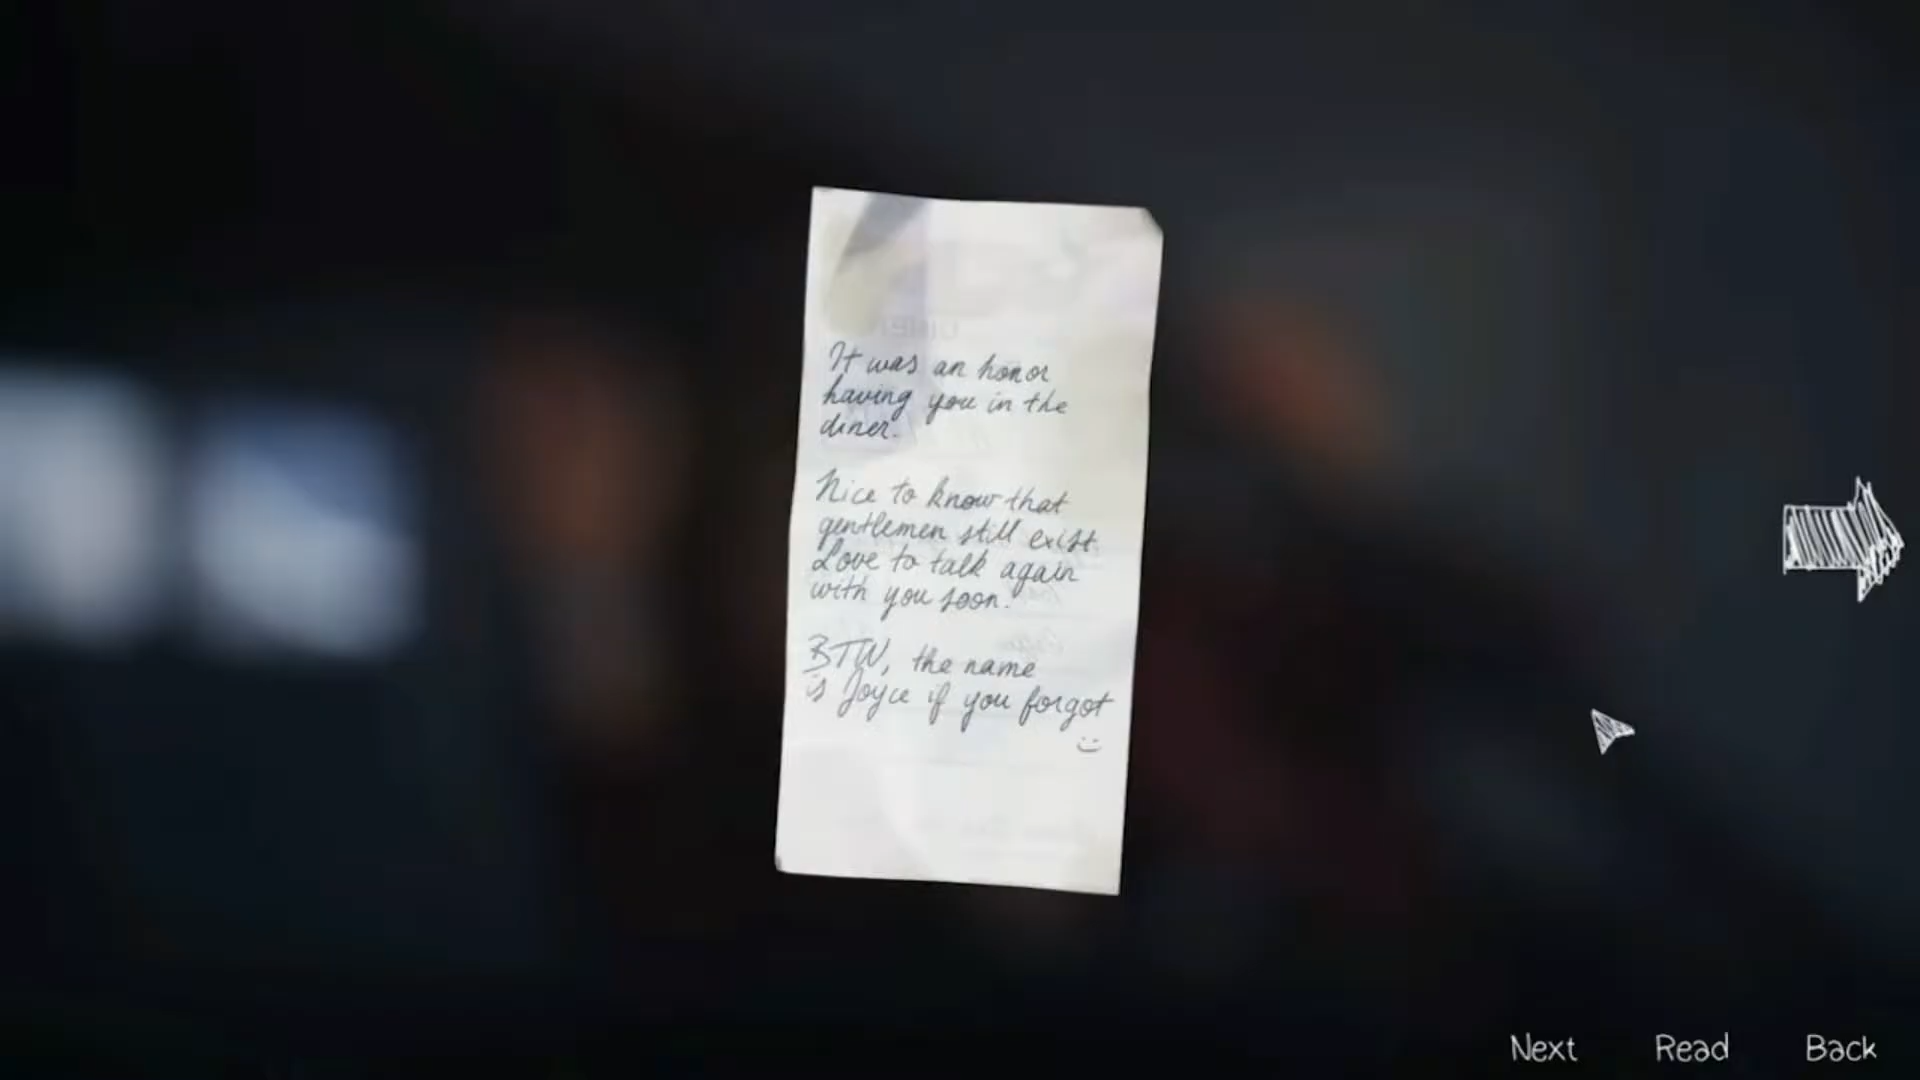 It was an honor
having you in the
diner.
Nice to know that
gentlemen still exist
Love to talk again
with you soon.
BTW, the name
is Joyce if you forgot
:)
Next
Read
Back